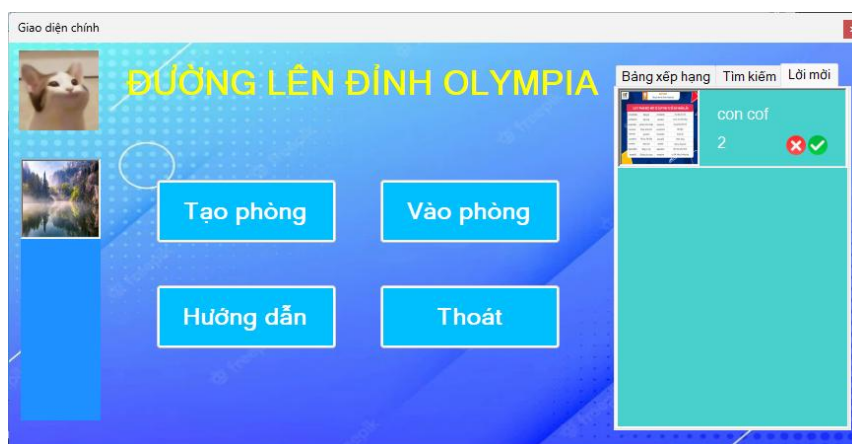 Giao diện chính
ĐƯỜNG LÊN ĐỈNH OLYMPIA
Bảng xếp hạng Tìm kiếm Lời mời
con cof
2
Tạo phòng Vào phòng
Hướng dẫn Thoát